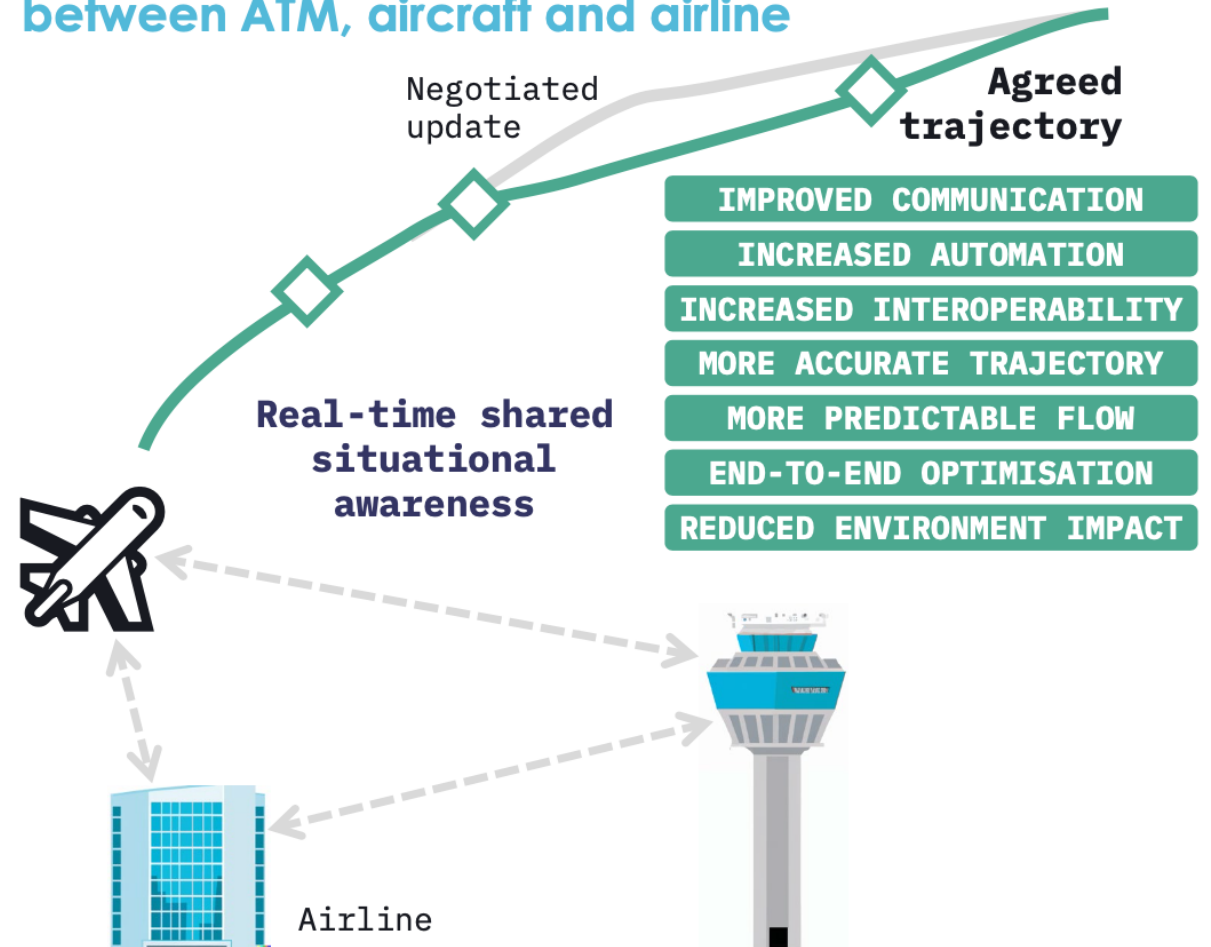 between ATM, aircraft and airline
Negotiated
update
Agreed
trajectory
IMPROVED COMMUNICATION
INCREASED AUTOMATION
INCREASED INTEROPERABILITY
MORE ACCURATE TRAJECTORY
MORE PREDICTABLE FLOW
END-TO-END OPTIMISATION
REDUCED ENVIRONMENT IMPACT
Real-time shared
situational
awareness
Airline